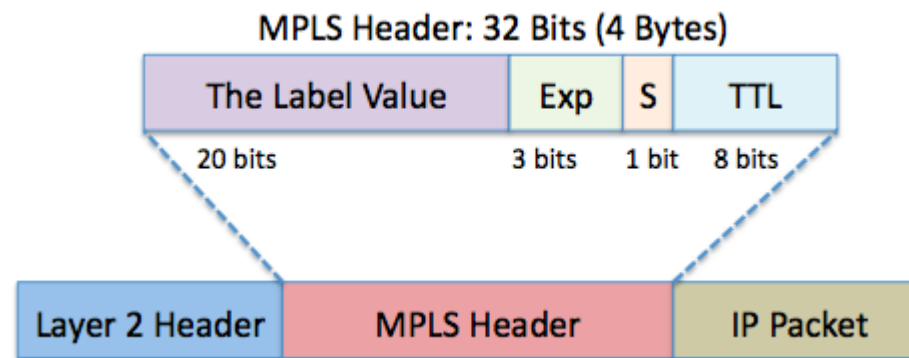 MPLS Header: 32 Bits (4 Bytes)
The Label Value Exp S TTL
20 bits 3 bits 1 bit 8 bits
Layer 2 Header MPLS Header IP Packet